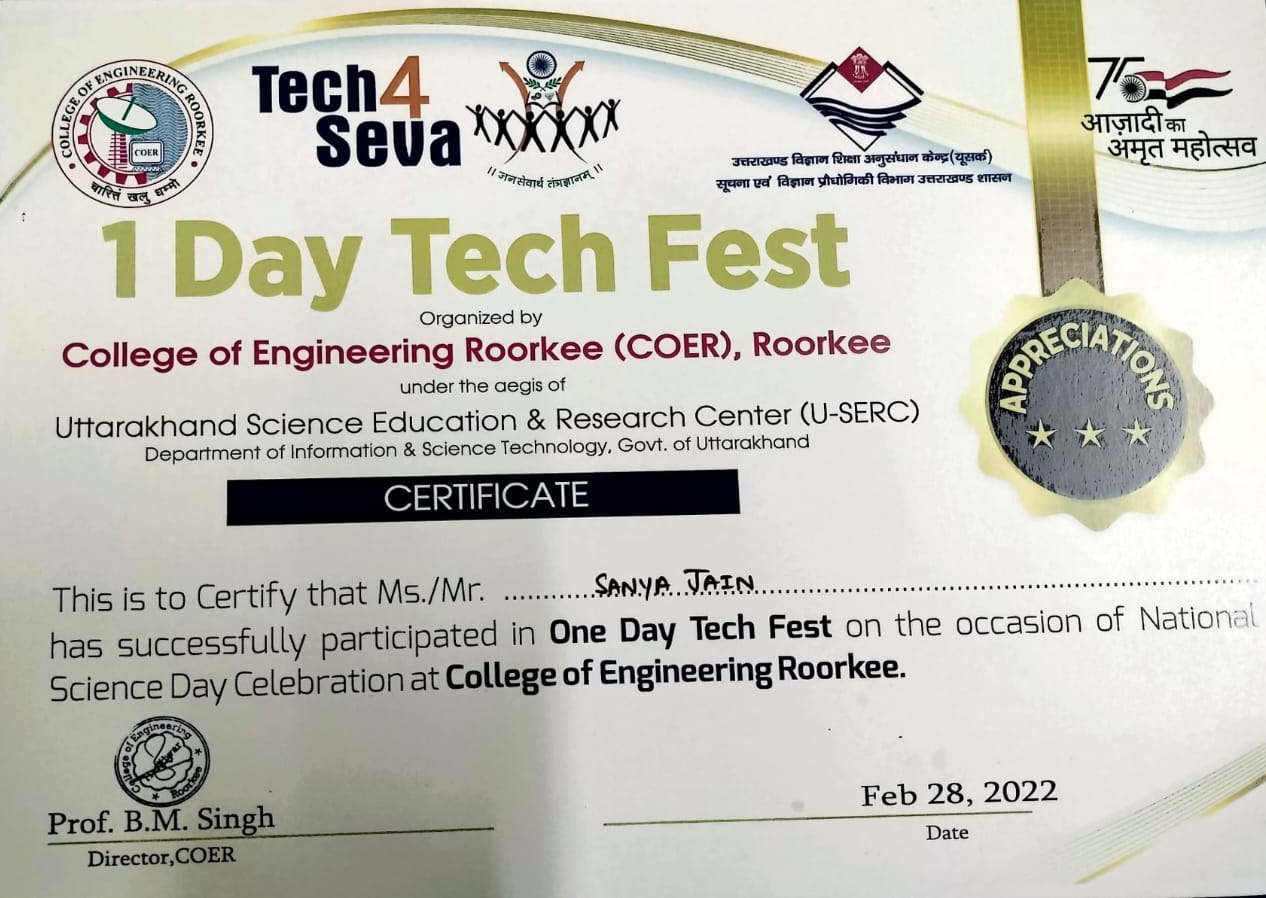 COLLEGE OF ENGINEERING ROORKEE
COER
चारित्तं खलु धम्मो
Tech4
Seva
॥ जनसेवार्थ तंत्रज्ञानम् ॥
उत्तराखण्ड विज्ञान शिक्षा अनुसंधान केन्द्र (यूसर्क)
सूचना एवं विज्ञान प्रौद्योगिकी विभाग उत्तराखण्ड शासन
75
आज़ादी का
अमृत महोत्सव
1 Day Tech Fest
Organized by
College of Engineering Roorkee (COER), Roorkee
under the aegis of
Uttarakhand Science Education & Research Center (U-SERC)
Department of Information & Science Technology, Govt. of Uttarakhand
APPRECIATIONS
CERTIFICATE
This is to Certify that Ms./Mr. SANYA JAIN
has successfully participated in One Day Tech Fest on the occasion of National
Science Day Celebration at College of Engineering Roorkee.
College of Engineering
Roorkee
Prof. B.M. Singh
Director,COER
Feb 28, 2022
Date